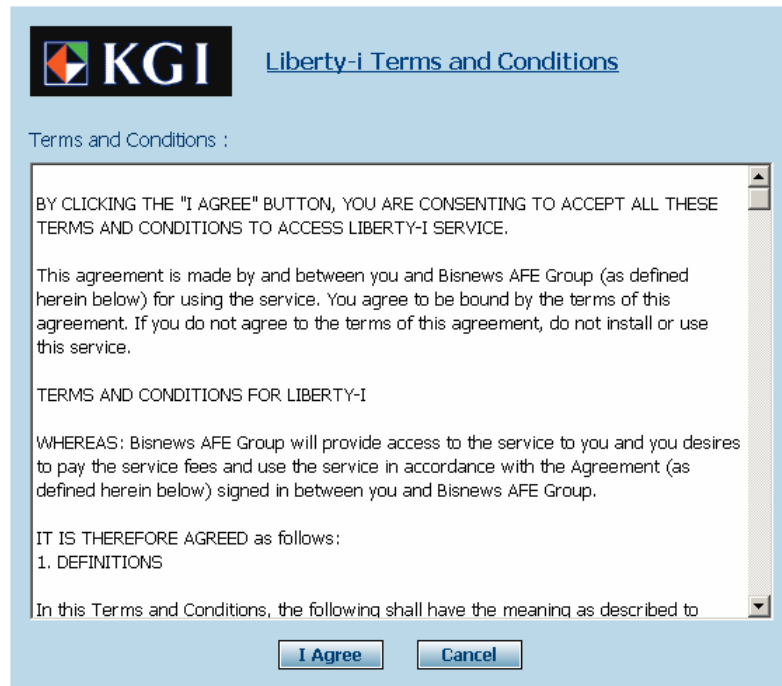 KGI
Liberty-i Terms and Conditions
Terms and Conditions :
BY CLICKING THE "I AGREE" BUTTON, YOU ARE CONSENTING TO ACCEPT ALL THESE
TERMS AND CONDITIONS TO ACCESS LIBERTY-I SERVICE.
This agreement is made by and between you and Bisnews AFE Group (as defined
herein below) for using the service. You agree to be bound by the terms of this
agreement. If you do not agree to the terms of this agreement, do not install or use
this service.
TERMS AND CONDITIONS FOR LIBERTY-I
WHEREAS: Bisnews AFE Group will provide access to the service to you and you desires
to pay the service fees and use the service in accordance with the Agreement (as
defined herein below) signed in between you and Bisnews AFE Group.
IT IS THEREFORE AGREED as follows:
1. DEFINITIONS
In this Terms and Conditions, the following shall have the meaning as described to
I Agree
Cancel